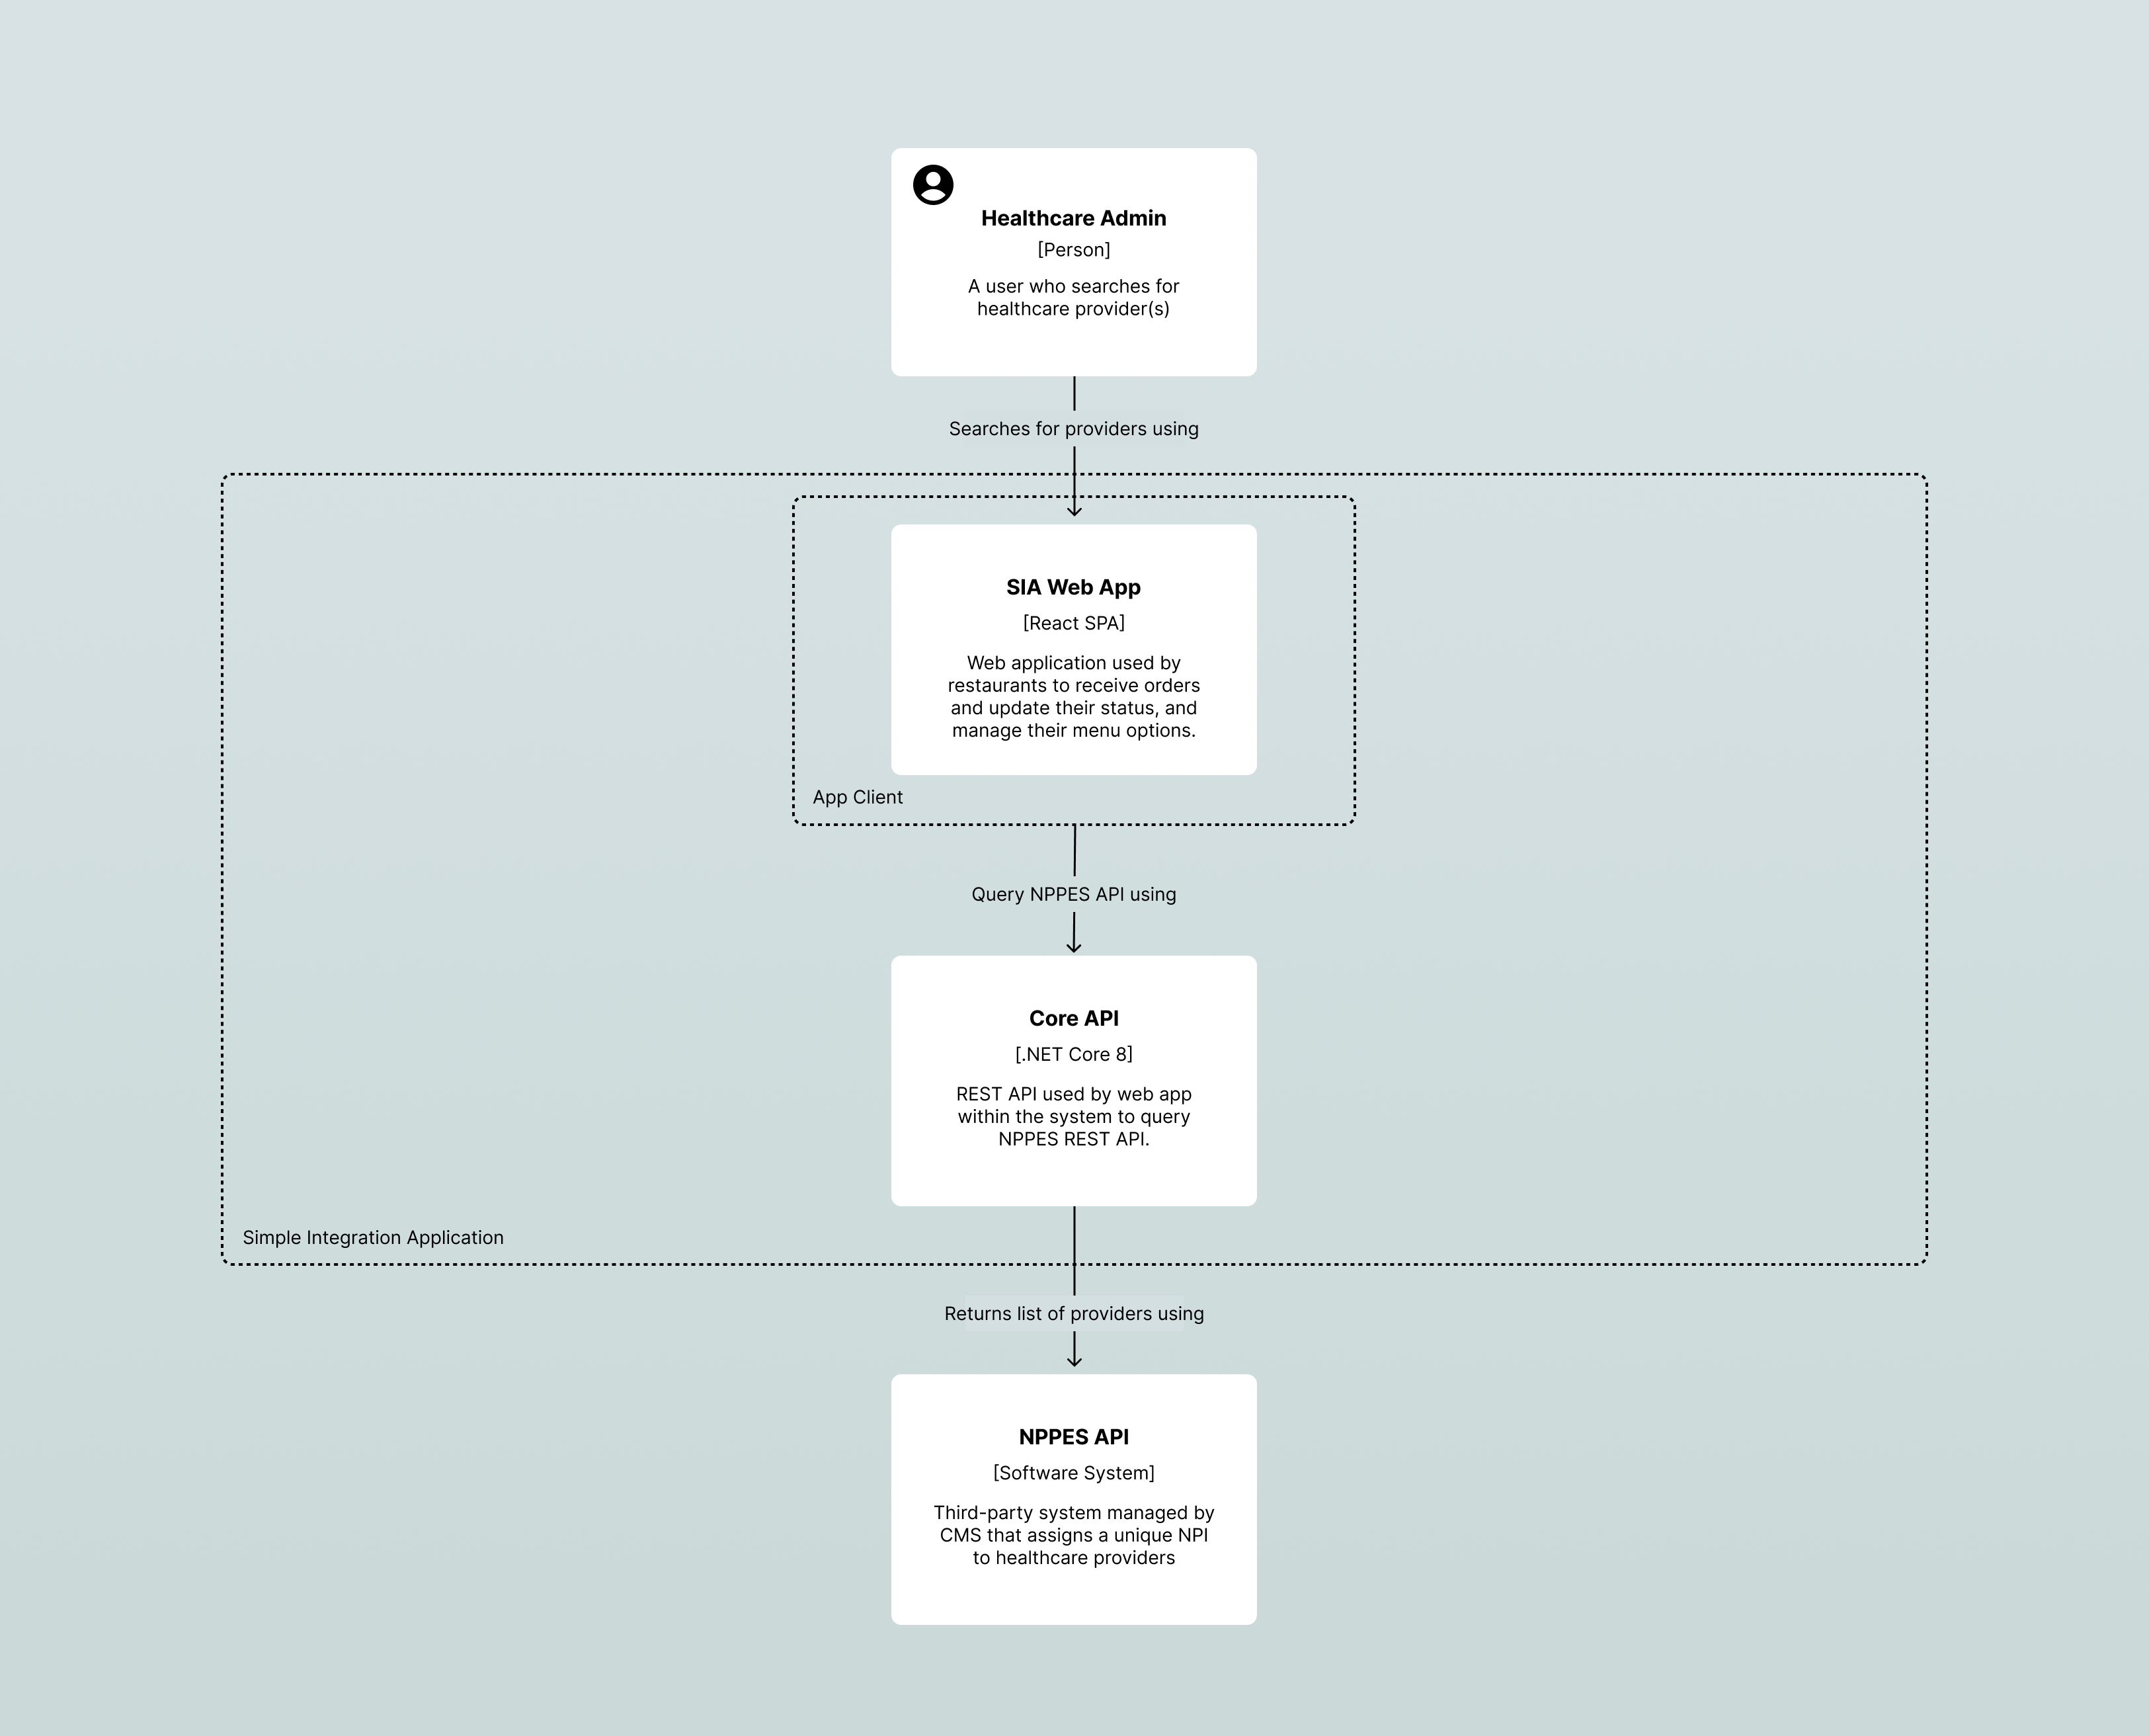 Healthcare Admin
[Person]
A user who searches for
healthcare provider(s)
Searches for providers using
SIA Web App
[React SPA]
Web application used by
restaurants to receive orders
and update their status, and
manage their menu options.
App Client
Query NPPES API using
Core API
[.NET Core 8]
REST API used by web app
within the system to query
NPPES REST API.
Simple Integration Application
Returns list of providers using
NPPES API
[Software System]
Third-party system managed by
CMS that assigns a unique NPI
to healthcare providers